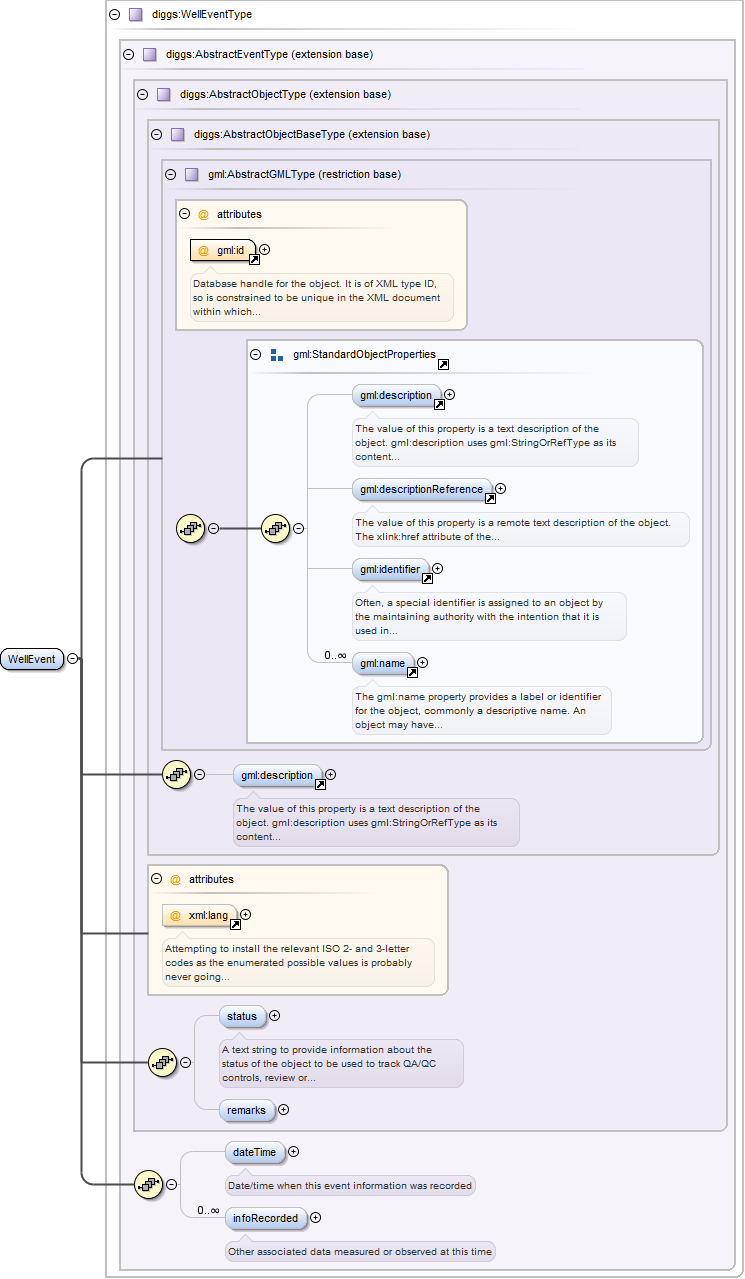 diggs:WellEventType
diggs:AbstractEventType (extension base)
diggs:AbstractObjectType (extension base)
diggs:AbstractObjectBaseType (extension base)
gml:AbstractGMLType (restriction base)
@ attributes
@ gml:id
Database handle for the object. It is of XML type ID,
so is constrained to be unique in the XML document
within which...
gml:StandardObjectProperties
gml:description
The value of this property is a text description of the
object. gml:description uses gml:StringOrRefType as its
content...
gml:descriptionReference
The value of this property is a remote text description of the object.
The xlink:href attribute of the...
gml:identifier
Often, a special identifier is assigned to an object by
the maintaining authority with the intention that it is
used in...
0..∞
gml:name
The gml:name property provides a label or identifier
for the object, commonly a descriptive name. An
object may have...
WellEvent
gml:description
The value of this property is a text description of the
object. gml:description uses gml:StringOrRefType as its
content...
@ attributes
@ xml:lang
Attempting to install the relevant ISO 2- and 3-letter
codes as the enumerated possible values is probably
never going...
status
A text string to provide information about the
status of the object to be used to track QA/QC
controls, review or...
remarks
dateTime
Date/time when this event information was recorded
0..∞
infoRecorded
Other associated data measured or observed at this time